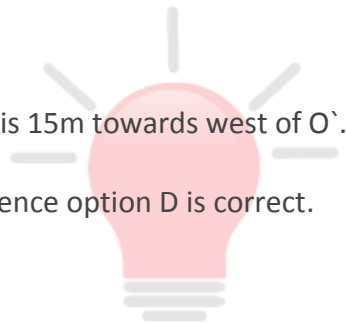 is 15m towards west of O`.
ence option D is correct.